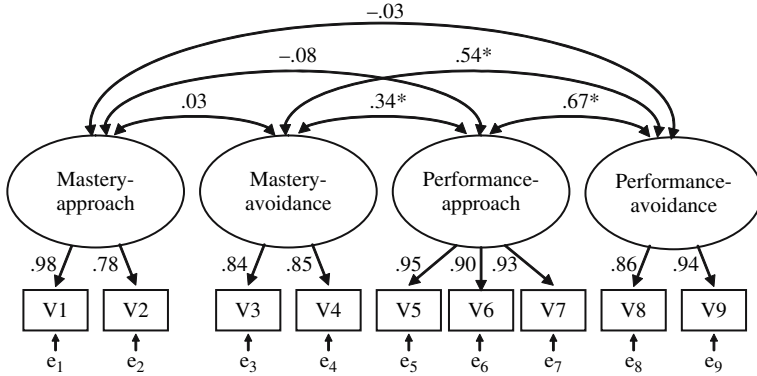 –.03
–.08
.54*
.03
.34*
.67*
Mastery-
approach
Mastery-
avoidance
Performance-
approach
Performance-
avoidance
.98
.78
.84
.85
.95
.90
.93
.86
.94
V1
V2
V3
V4
V5
V6
V7
V8
V9
e1
e2
e3
e4
e5
e6
e7
e8
e9